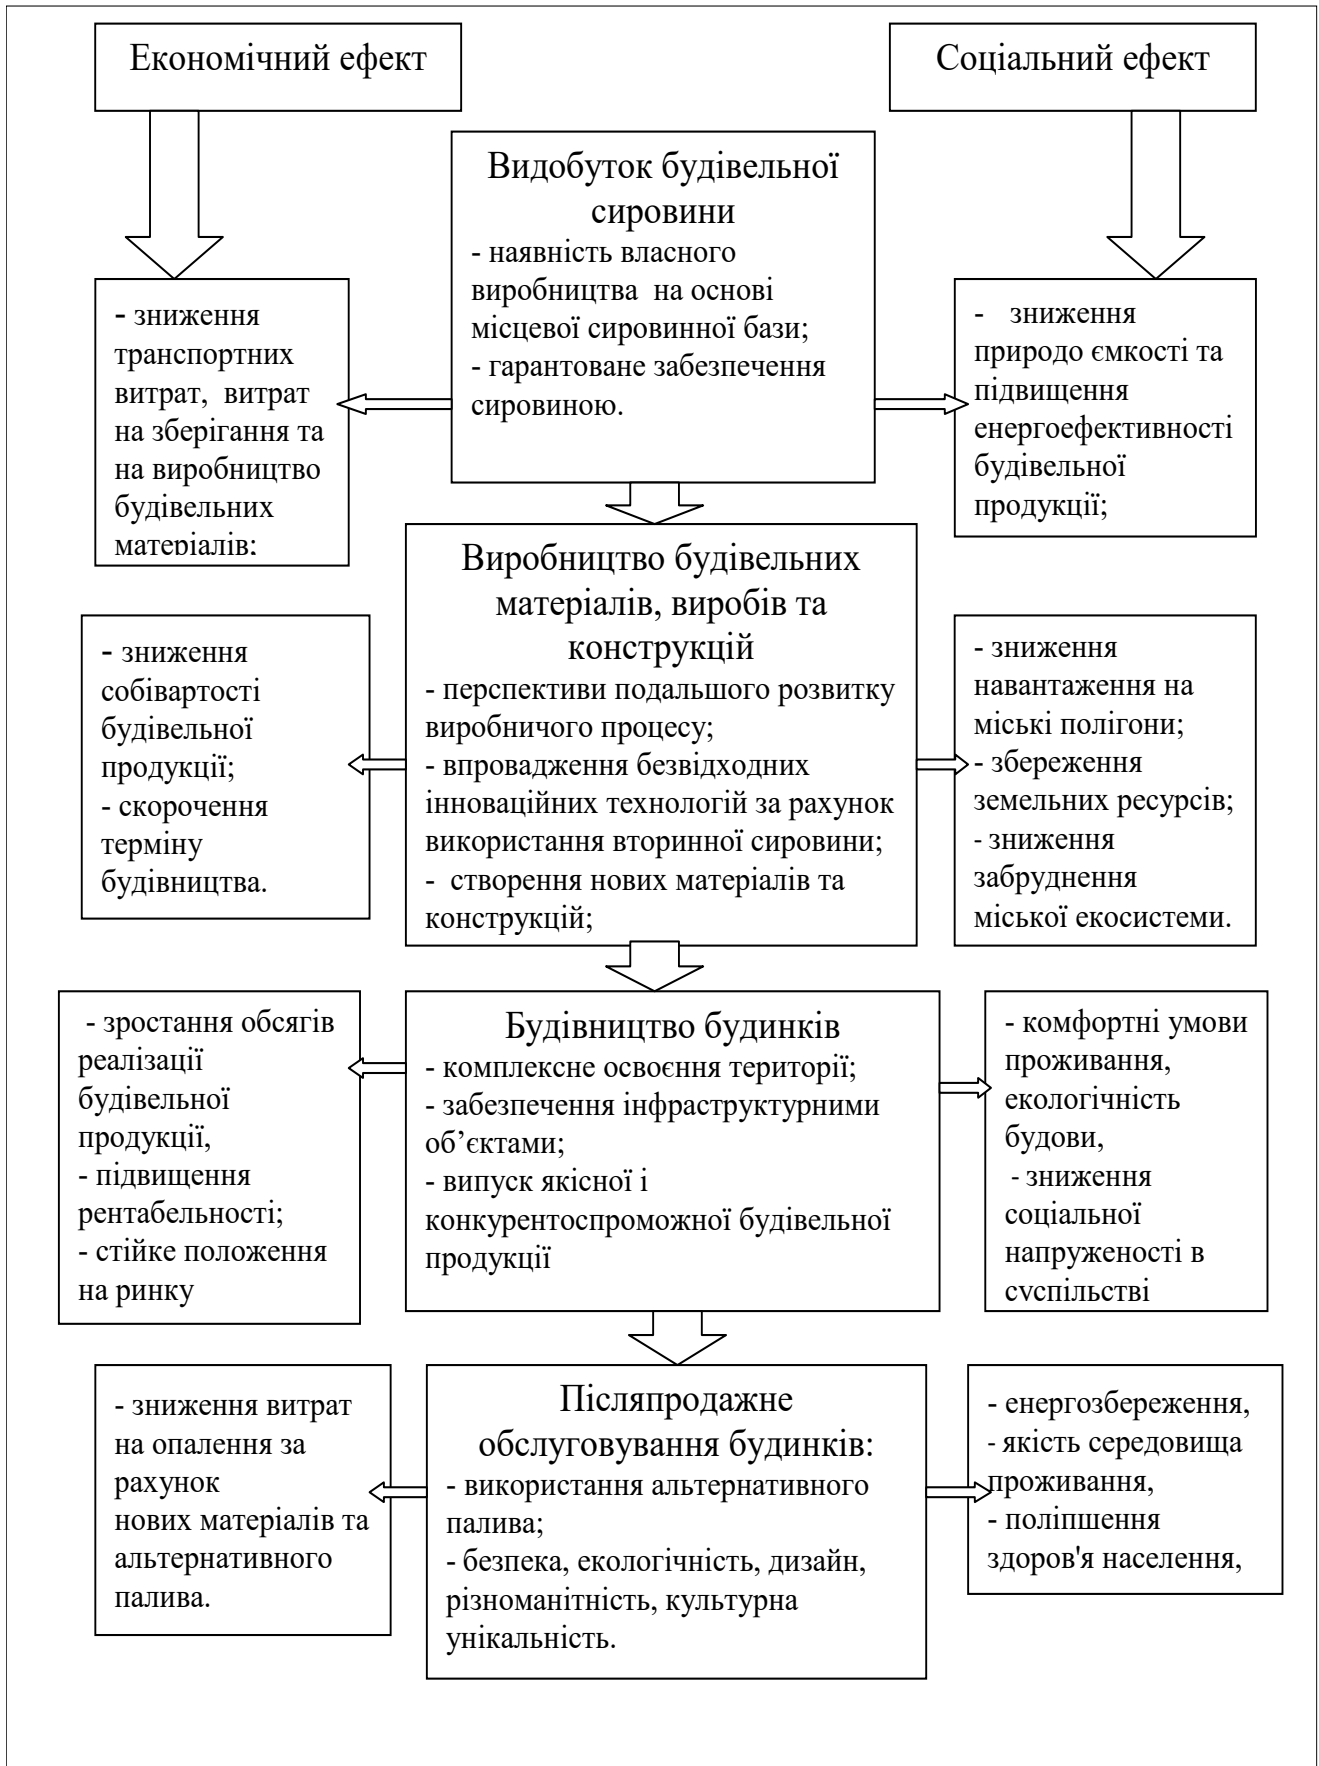 Економічний ефект
Соціальний ефект
Видобуток будівельної
сировини
- наявність власного
виробництва на основі
місцевої сировинної бази;
- гарантоване забезпечення
сировиною.
- зниження
транспортних
витрат, витрат
на зберігання та
на виробництво
будівельних
матеріалів;
- зниження
природо ємкості та
підвищення
енергоефективності
будівельної
продукції;
Виробництво будівельних
матеріалів, виробів та
конструкцій
- перспективи подальшого розвитку
виробничого процесу;
- впровадження безвідходних
інноваційних технологій за рахунок
використання вторинної сировини;
- створення нових матеріалів та
конструкцій;
- зниження
собівартості
будівельної
продукції;
- скорочення
терміну
будівництва.
- зниження
навантаження на
міські полігони;
- збереження
земельних ресурсів;
- зниження
забруднення
міської екосистеми.
Будівництво будинків
- комплексне освоєння території;
- забезпечення інфраструктурними
об’єктами;
- випуск якісної і
конкурентоспроможної будівельної
продукції
- зростання обсягів
реалізації
будівельної
продукції,
- підвищення
рентабельності;
- стійке положення
на ринку
- комфортні умови
проживання,
екологічність
будови,
- зниження
соціальної
напруженості в
суспільстві
Післяпродажне
обслуговування будинків:
- використання альтернативного
палива;
- безпека, екологічність, дизайн,
різноманітність, культурна
унікальність.
- зниження витрат
на опалення за
рахунок
нових матеріалів та
альтернативного
палива.
- енергозбереження,
- якість середовища
проживання,
- поліпшення
здоров'я населення,